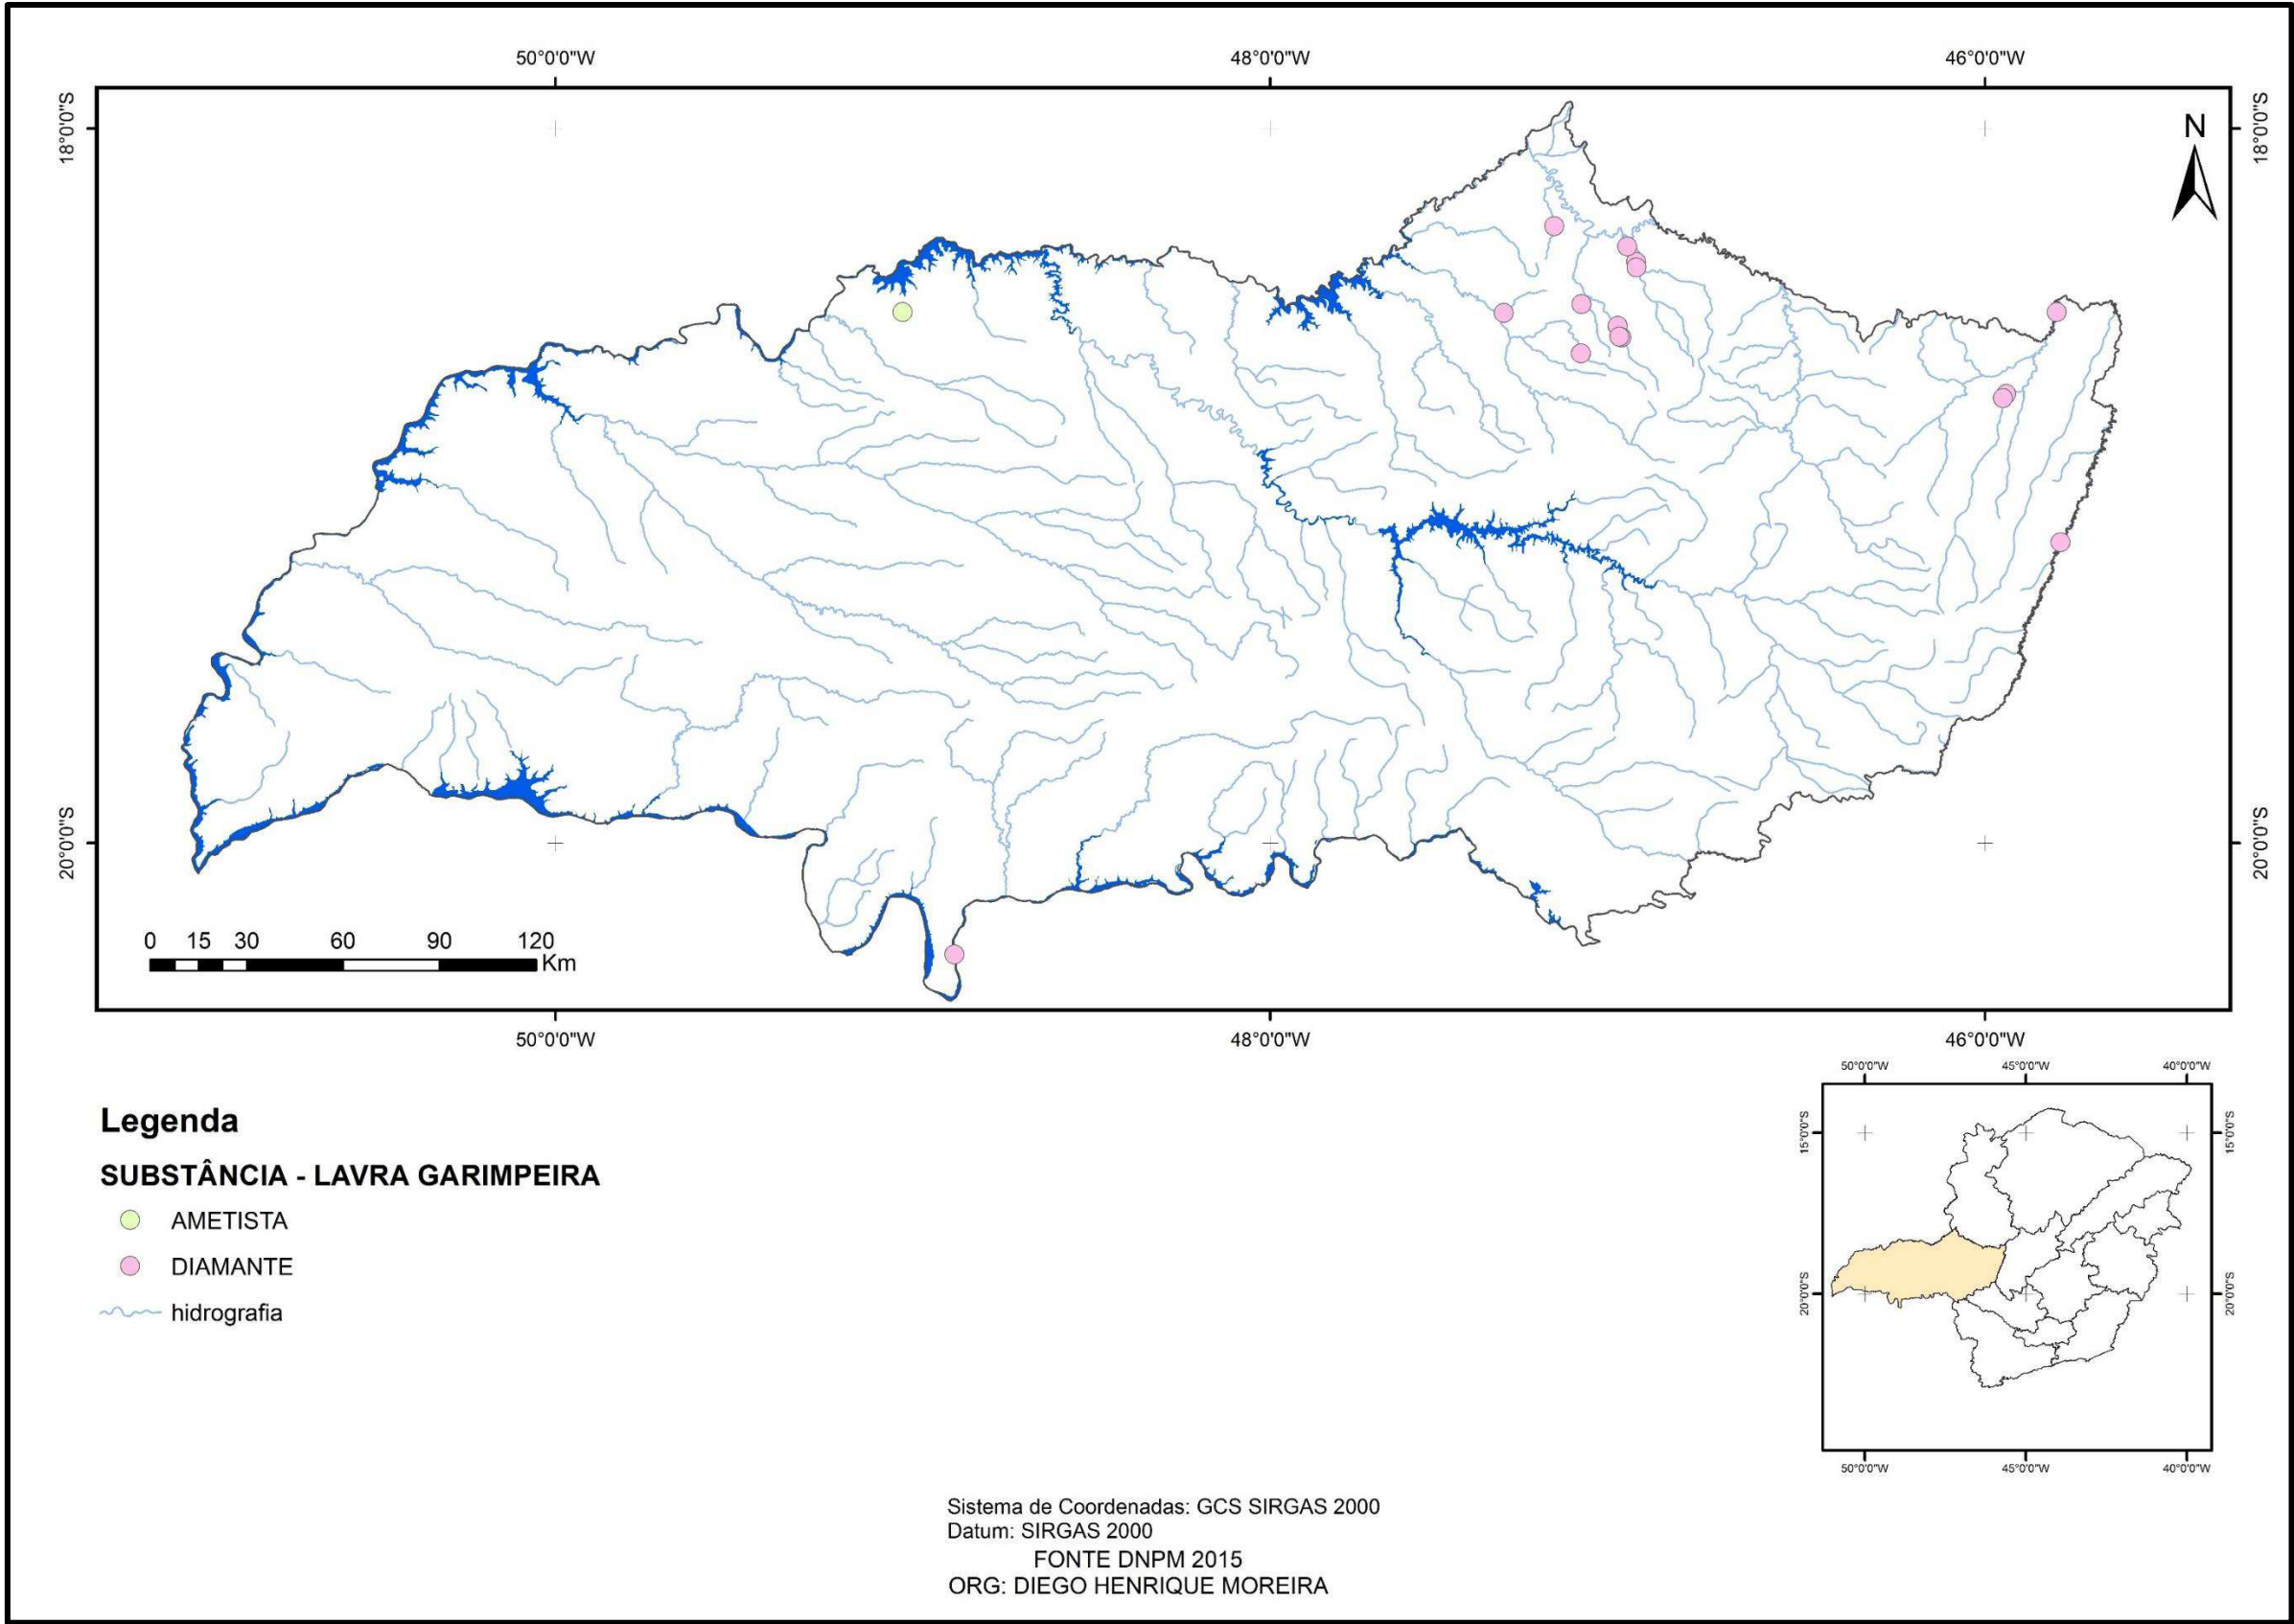 50°0'0"W 48°0'0"W 46°0'0"W
18°0'0"S 18°0'0"S
N
20°0'0"S 20°0'0"S
0 15 30 60 90 120
Km
50°0'0"W 48°0'0"W 46°0'0"W
Legenda
SUBSTÂNCIA - LAVRA GARIMPEIRA
AMETISTA
DIAMANTE
hidrografia
50°0'0"W 45°0'0"W 40°0'0"W
15°0'0"S 15°0'0"S
20°0'0"S 20°0'0"S
50°0'0"W 45°0'0"W 40°0'0"W
Sistema de Coordenadas: GCS SIRGAS 2000
Datum: SIRGAS 2000
FONTE DNPM 2015
ORG: DIEGO HENRIQUE MOREIRA